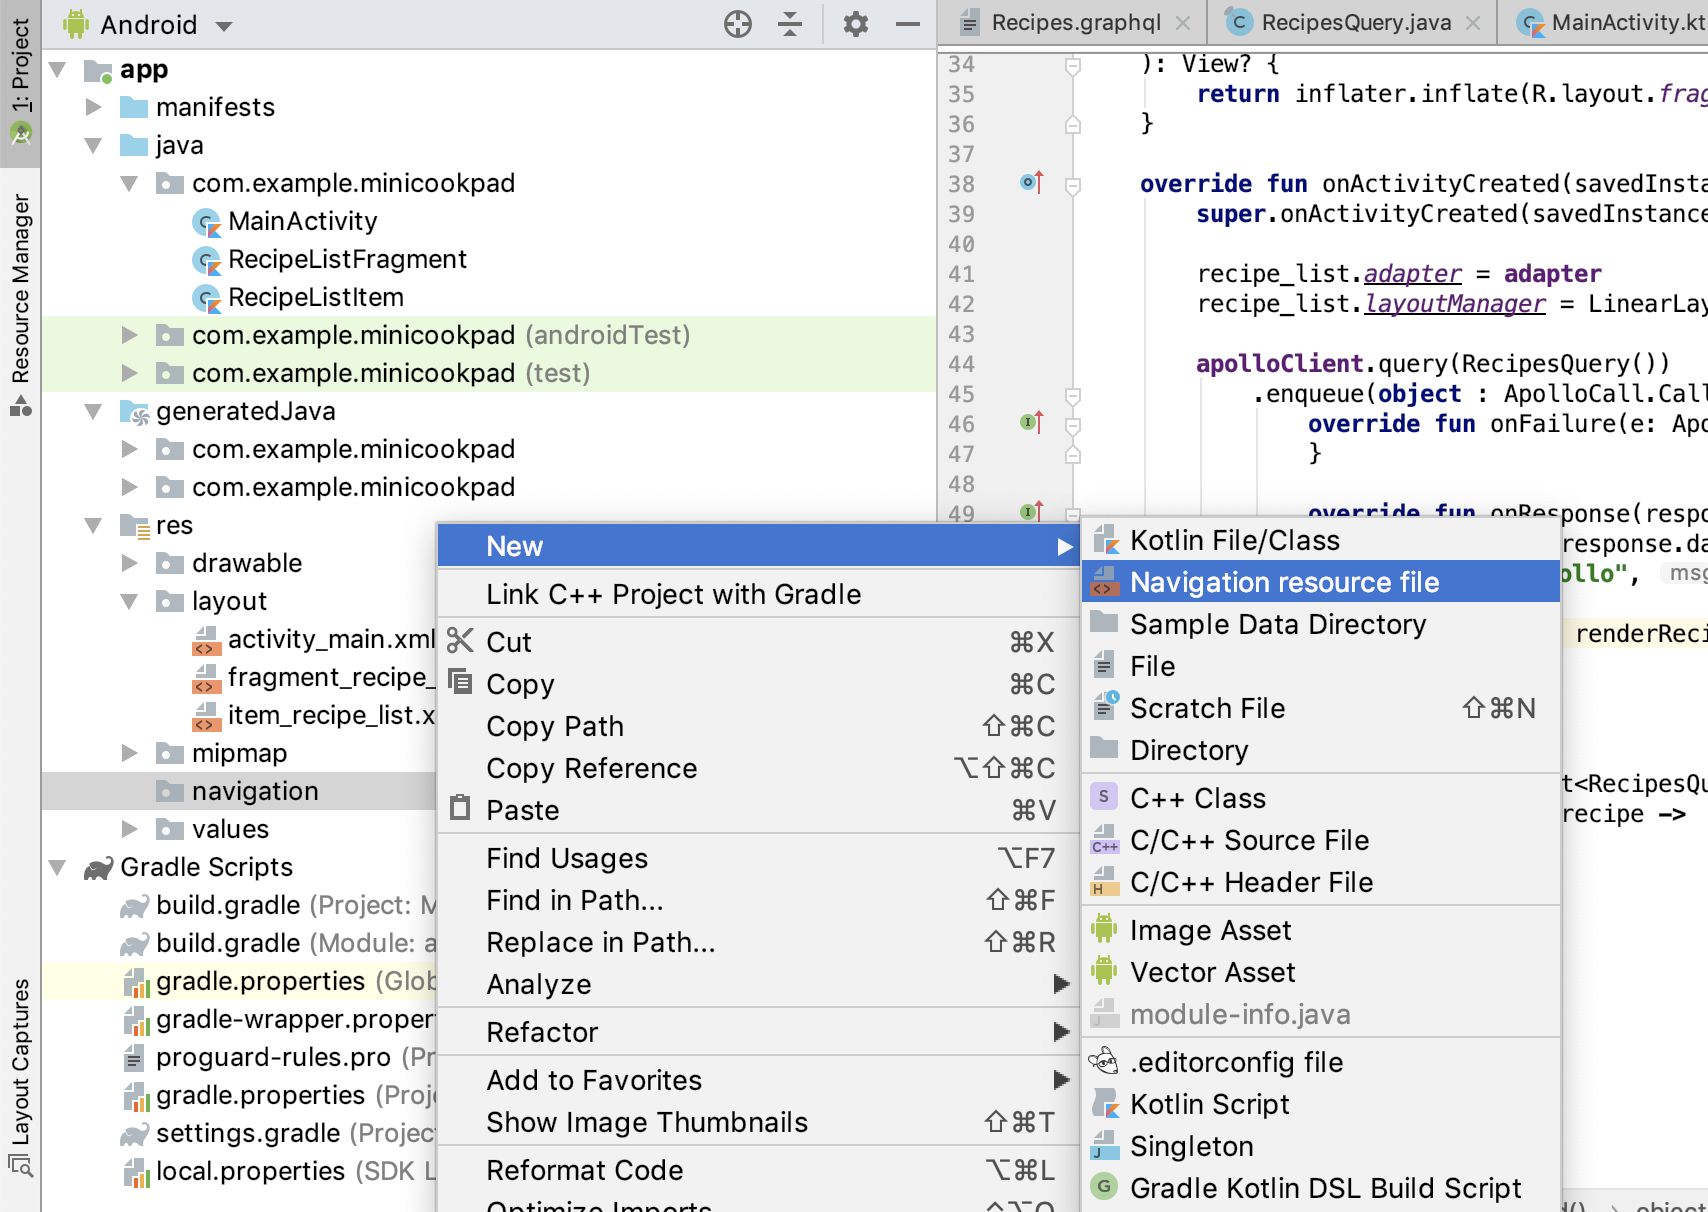 1: Project
Resource Manager
Layout Captures
Android
app
manifests
java
com.example.minicookpad
MainActivity
RecipeListFragment
RecipeListItem
com.example.minicookpad (androidTest)
com.example.minicookpad (test)
generatedJava
com.example.minicookpad
com.example.minicookpad
res
drawable
layout
activity_main.xml
fragment_recipe_
item_recipe_list.x
mipmap
navigation
values
Gradle Scripts
build.gradle (Project: M
build.gradle (Module: a
gradle.properties (Glob
gradle-wrapper.proper
proguard-rules.pro (Pr
gradle.properties (Proj
settings.gradle (Projec
local.properties (SDK L
New
Link C++ Project with Gradle
Cut ⌘X
Copy ⌘C
Copy Path ⇧⌘C
Copy Reference ⌥⇧⌘C
Paste ⌘V
Find Usages ⌥F7
Find in Path... ⇧⌘F
Replace in Path... ⇧⌘R
Analyze
Refactor
Add to Favorites
Show Image Thumbnails ⇧⌘T
Reformat Code ⌥⌘L
Optimize Imports ^⌥O
Kotlin File/Class
Navigation resource file
Sample Data Directory
File
Scratch File ⇧⌘N
Directory
C++ Class
C/C++ Source File
C/C++ Header File
Image Asset
Vector Asset
module-info.java
.editorconfig file
Kotlin Script
Singleton
Gradle Kotlin DSL Build Script
Recipes.graphql
RecipesQuery.java
MainActivity.kt
34 ): View? {
35 return inflater.inflate(R.layout.frag
36 }
37
38 override fun onActivityCreated(savedInsta
39 super.onActivityCreated(savedInstance
40
41 recipe_list.adapter = adapter
42 recipe_list.layoutManager = LinearLay
43
44 apolloClient.query(RecipesQuery())
45 .enqueue(object : ApolloCall.Call
46 override fun onFailure(e: Apo
47 }
48
49 override fun onResponse(respo
response.da
ollo", msg
renderReci
t<RecipesQu
recipe ->